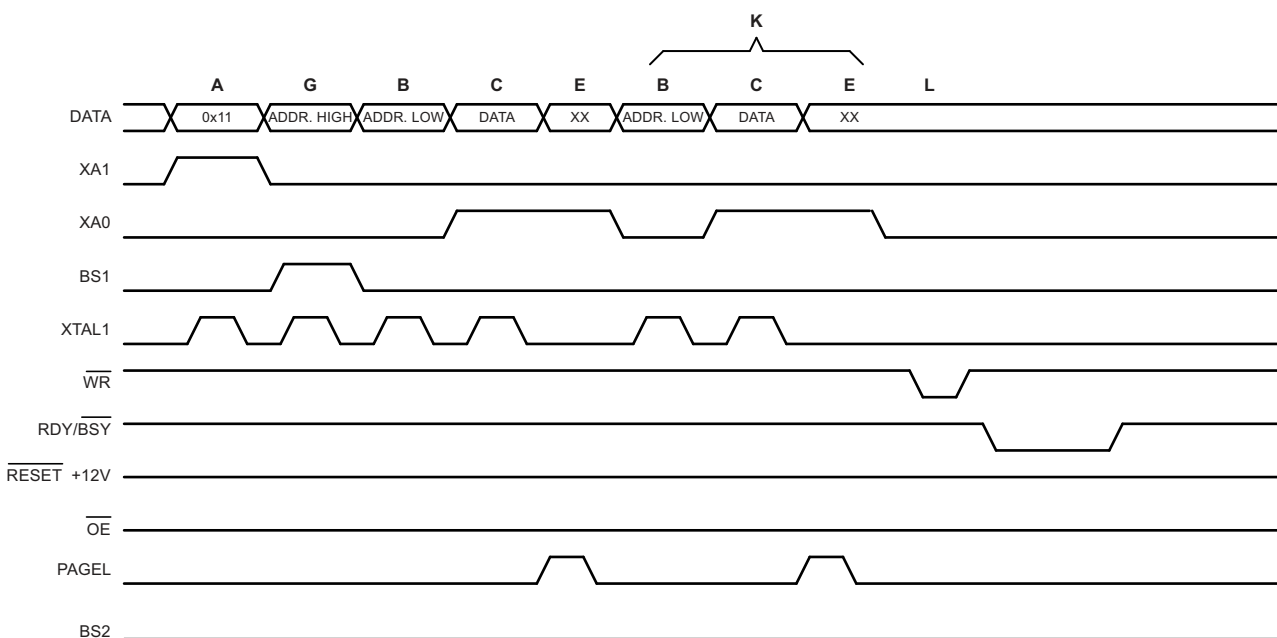 K
A G B C E B C E L
DATA 0x11 ADDR. HIGH ADDR. LOW DATA XX ADDR. LOW DATA XX
XA1
XA0
BS1
XTAL1
WR
RDY/BSY
RESET +12V
OE
PAGEL
BS2